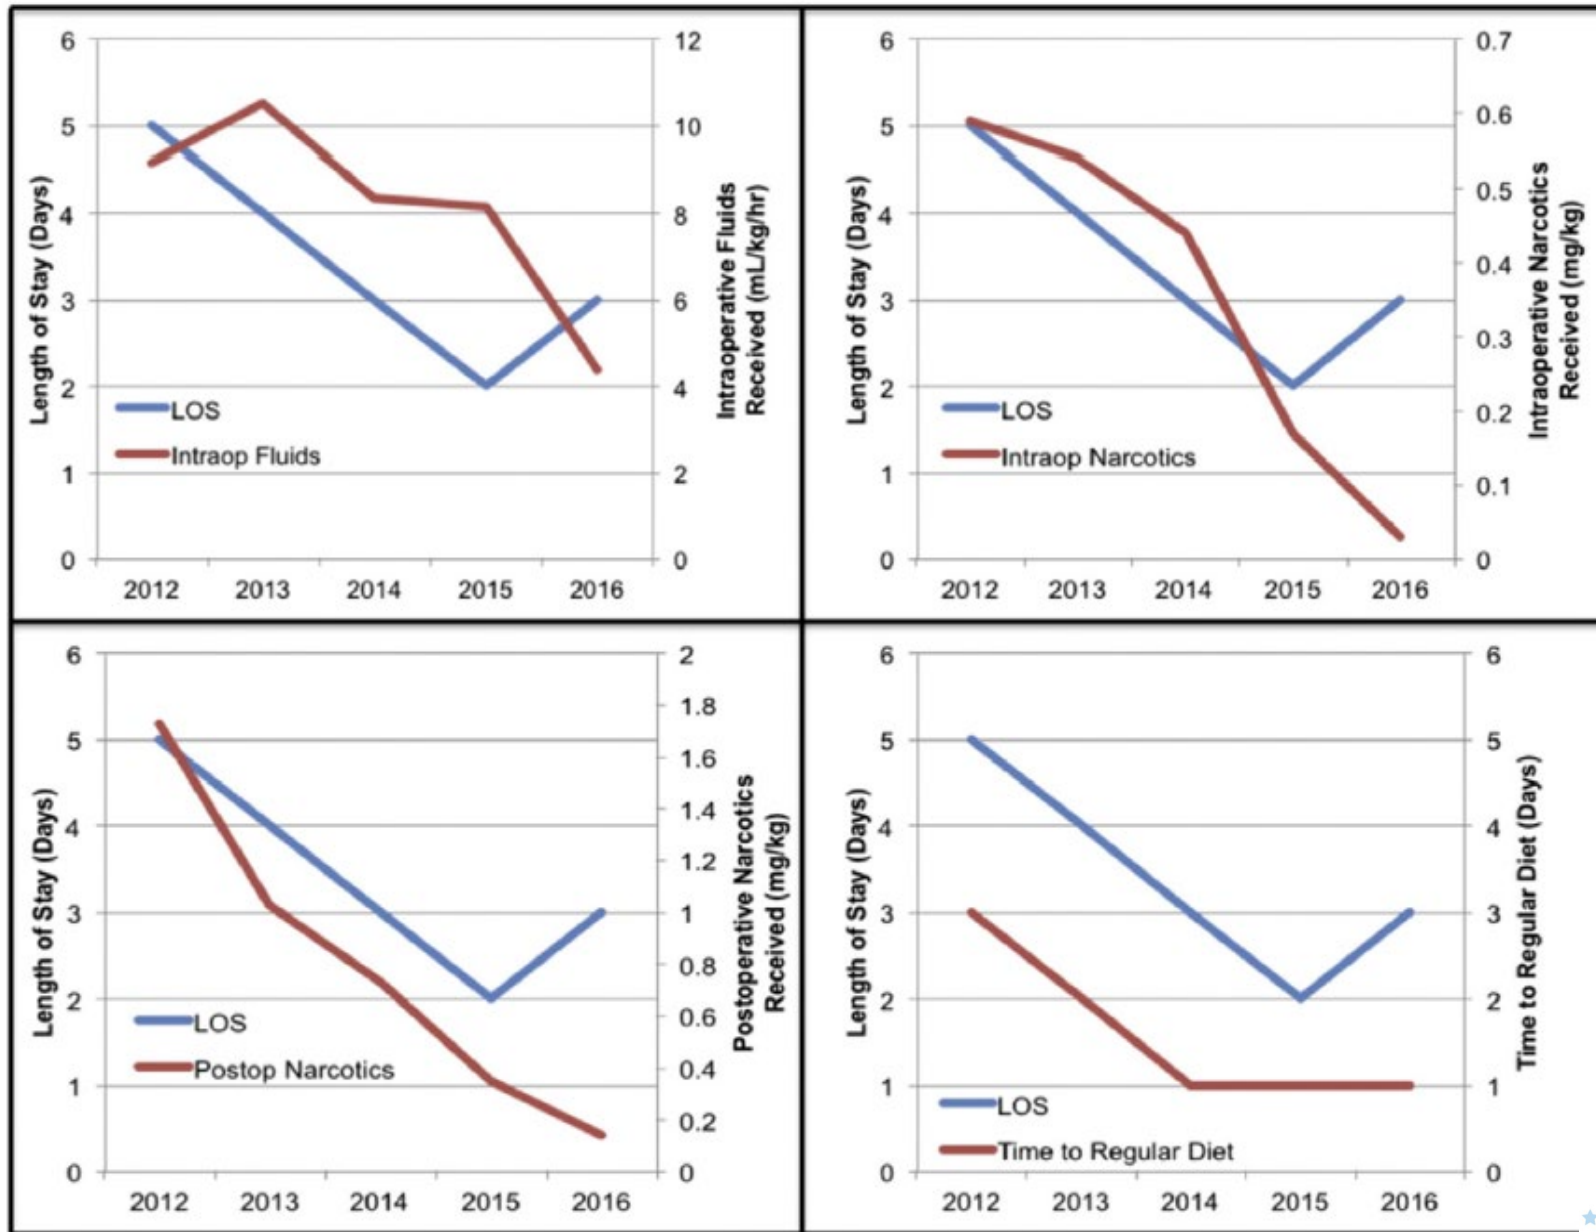 6
5
4
3
2
1
0
Length of Stay (Days)
12
10
8
6
4
2
0
Intraoperative Fluids
Received (mL/kg/hr)
LOS
Intraop Fluids
2012 2013 2014 2015 2016
6
5
4
3
2
1
0
Length of Stay (Days)
0.7
0.6
0.5
0.4
0.3
0.2
0.1
0
Intraoperative Narcotics
Received (mg/kg)
LOS
Intraop Narcotics
2012 2013 2014 2015 2016
6
5
4
3
2
1
0
Length of Stay (Days)
2
1.8
1.6
1.4
1.2
1
0.8
0.6
0.4
0.2
0
Postoperative Narcotics
Received (mg/kg)
LOS
Postop Narcotics
2012 2013 2014 2015 2016
6
5
4
3
2
1
0
Length of Stay (Days)
6
5
4
3
2
1
0
Time to Regular Diet (Days)
LOS
Time to Regular Diet
2012 2013 2014 2015 2016